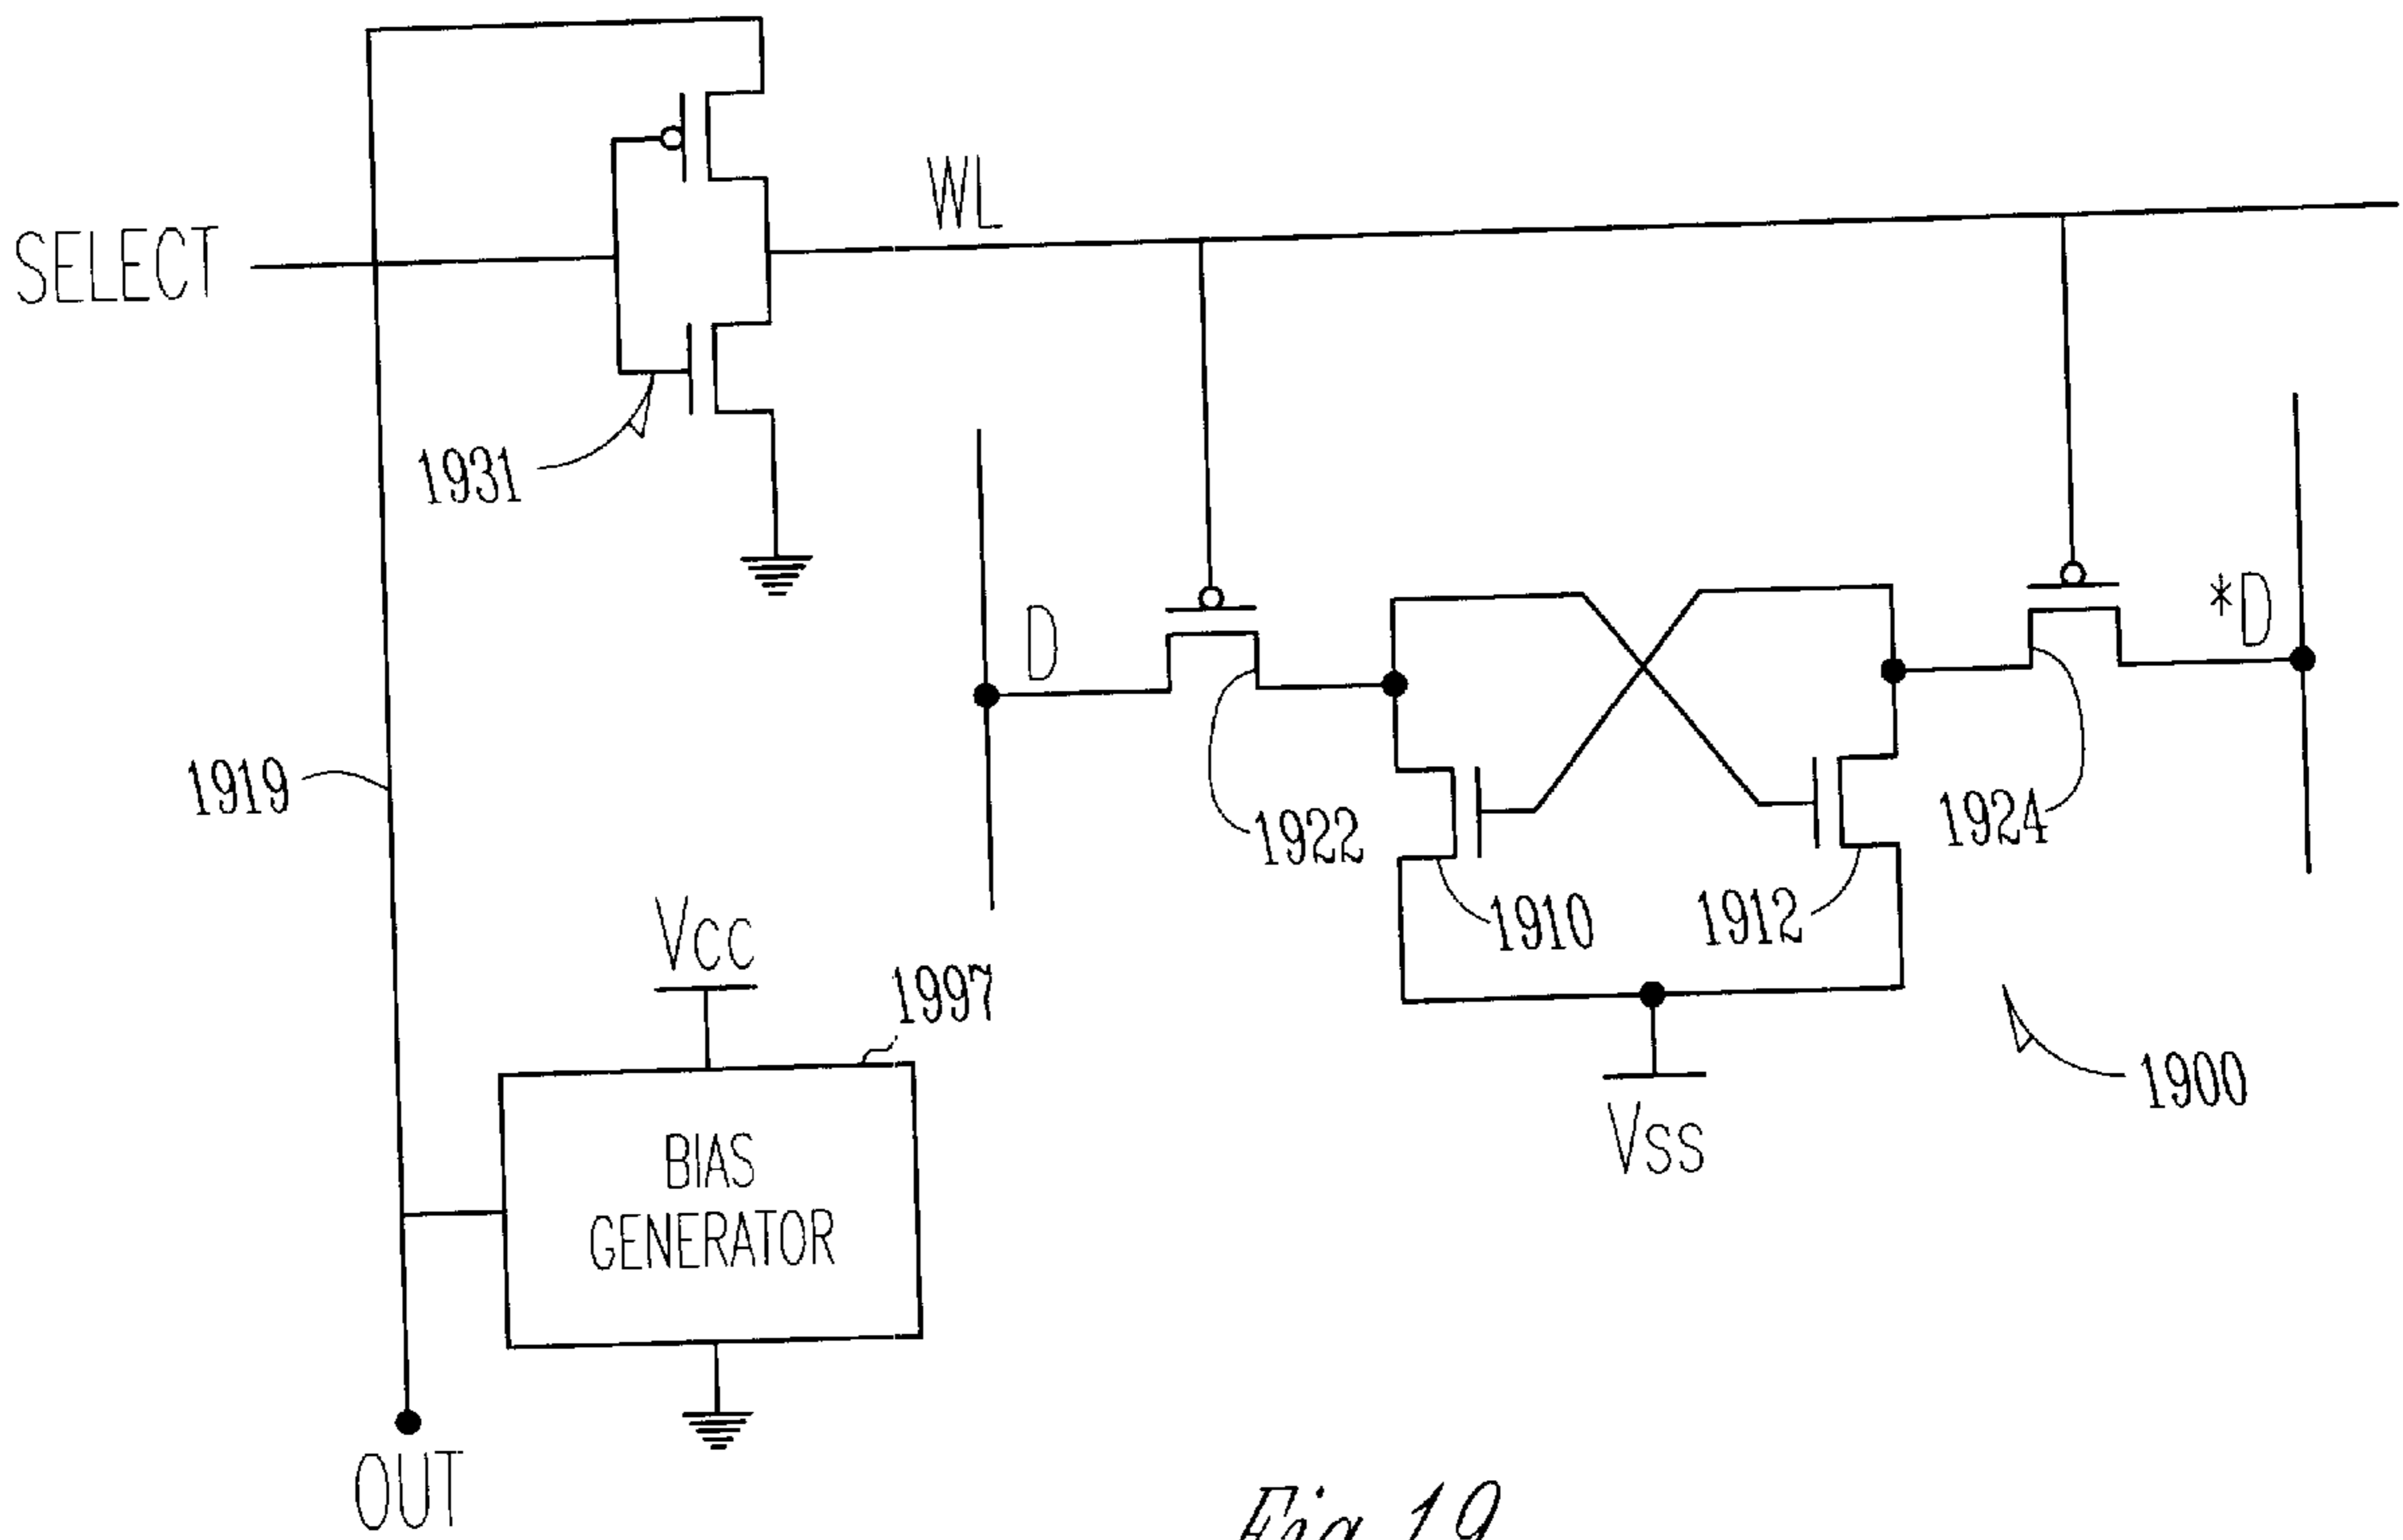 WL
SELECT
1931
D
*D
1919
1922
1924
1910
1912
VCC
1997
1900
BIAS
GENERATOR
VSS
OUT
Fig. 19